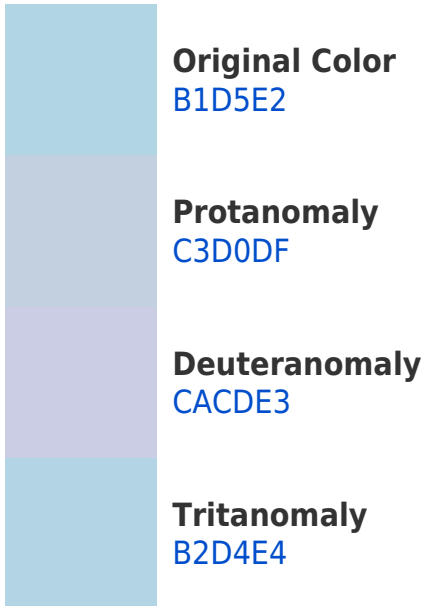 Original Color
B1D5E2
Protanomaly
C3D0DF
Deuteranomaly
CACDE3
Tritanomaly
B2D4E4